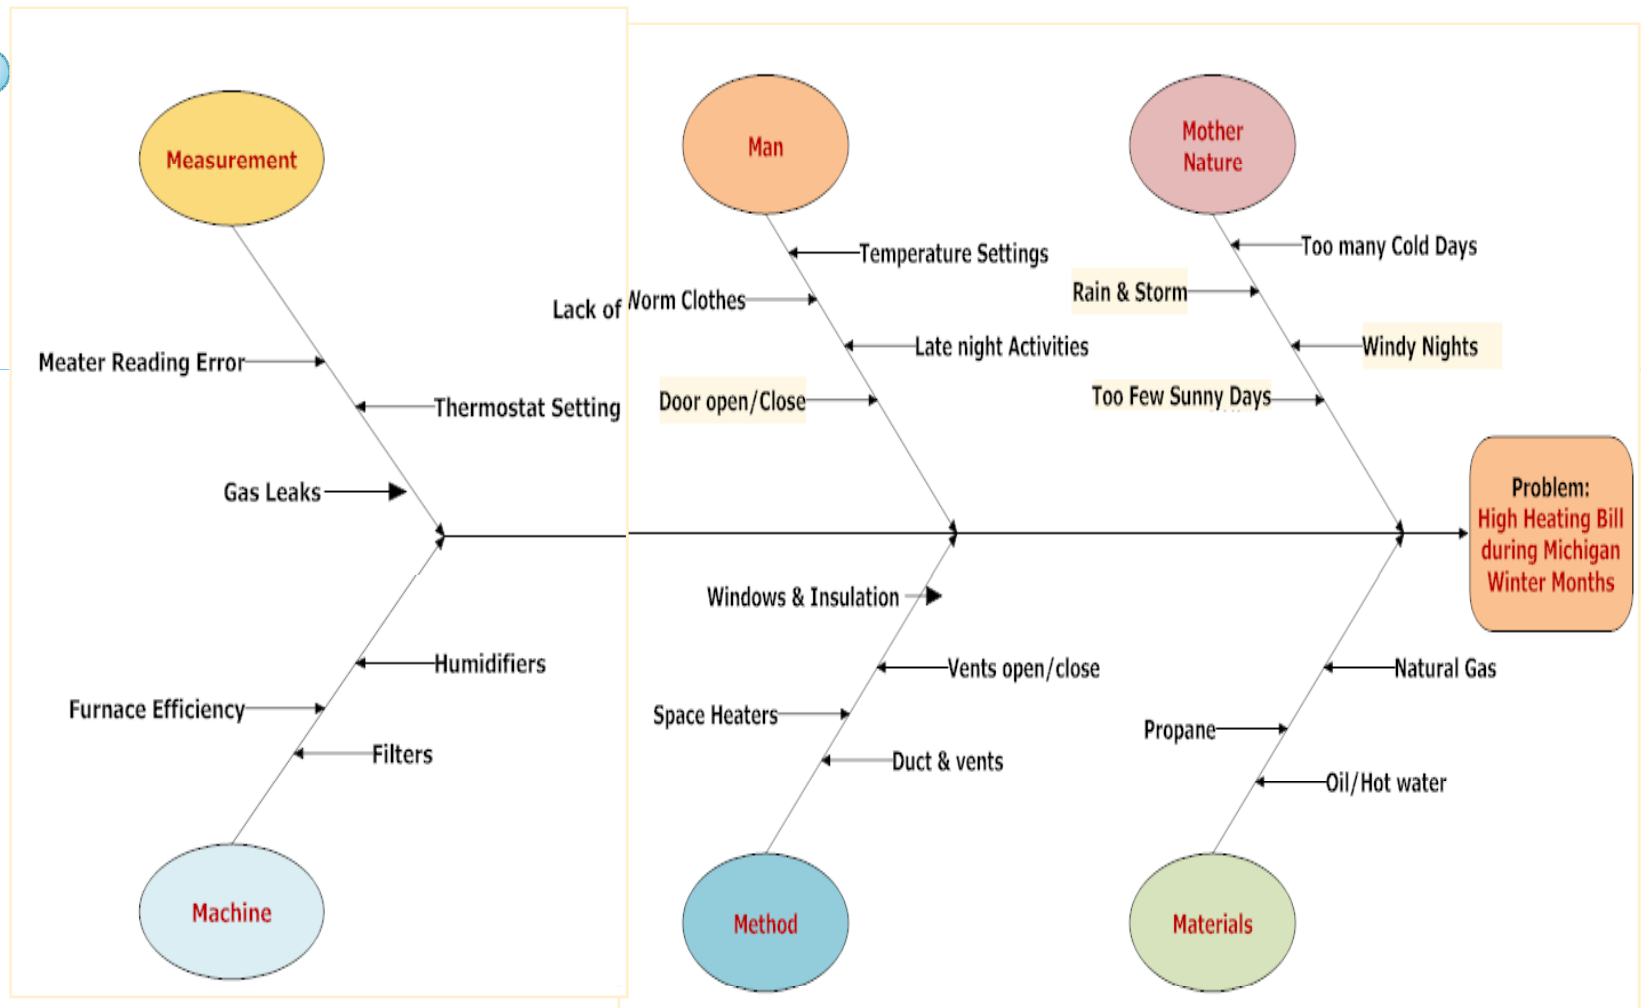 Measurement
Man
Mother
Nature
Temperature Settings
Too many Cold Days
Rain & Storm
Lack of Worm Clothes
Late night Activities
Windy Nights
Meater Reading Error
Thermostat Setting
Door open/Close
Too Few Sunny Days
Gas Leaks
Problem:
High Heating Bill
during Michigan
Winter Months
Windows & Insulation
Humidifiers
Vents open/close
Natural Gas
Furnace Efficiency
Space Heaters
Propane
Filters
Duct & vents
Oil/Hot water
Machine
Method
Materials